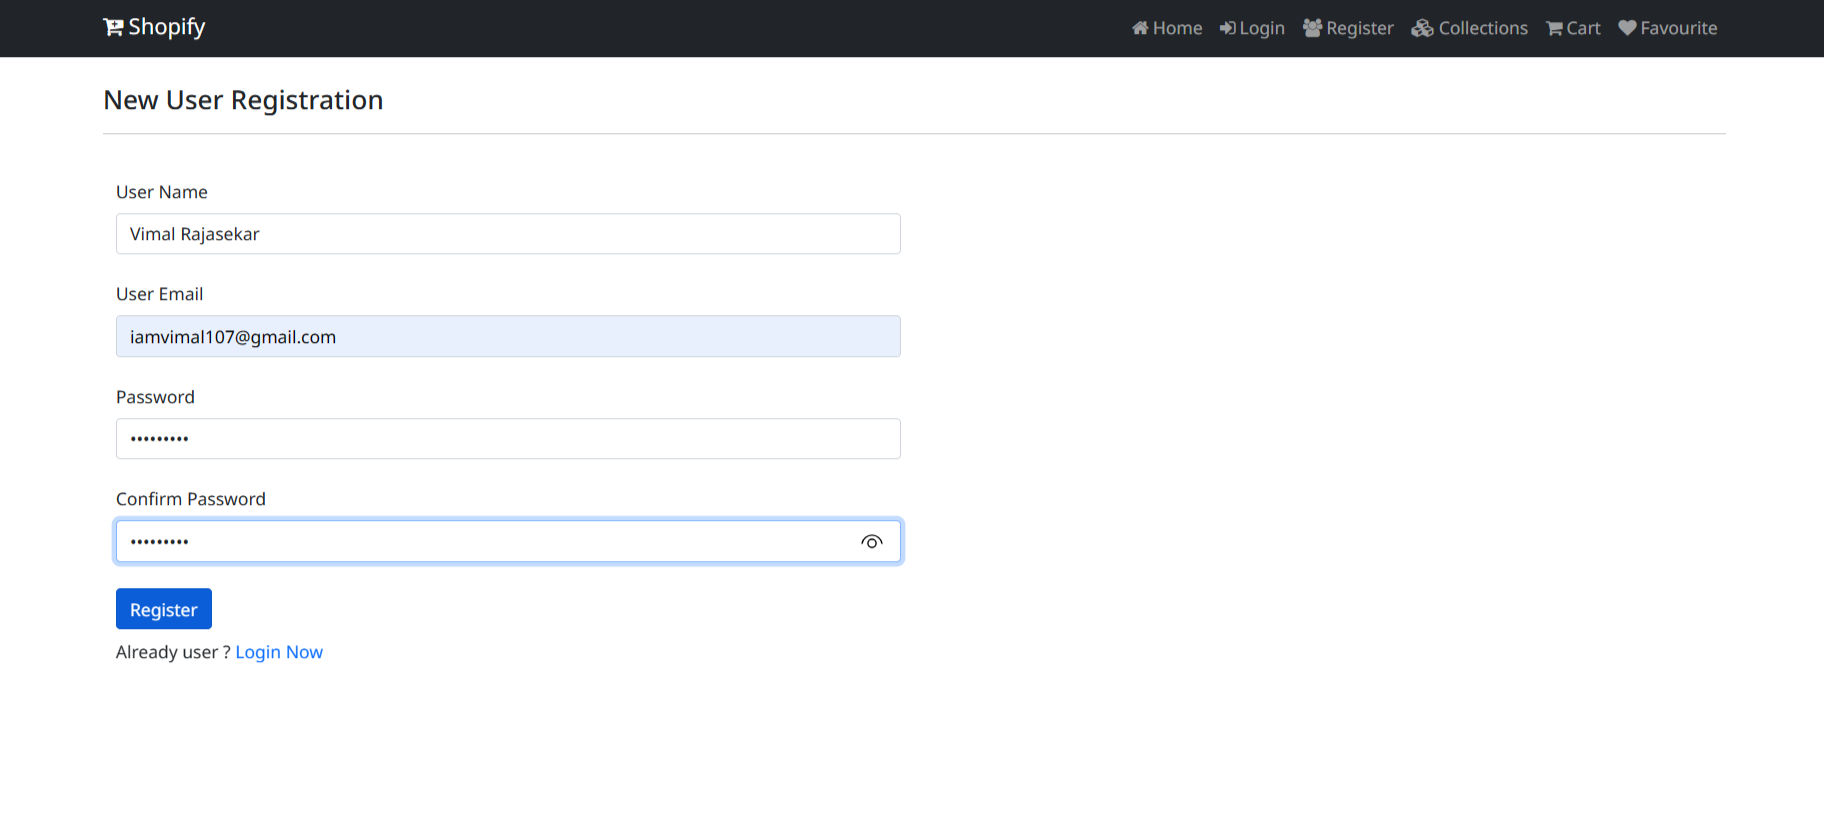 Shopify Home Login Register Collections Cart Favourite
New User Registration
User Name
Vimal Rajasekar
User Email
iamvimal107@gmail.com
Password
•••••••••
Confirm Password
•••••••••
Register
Already user ? Login Now